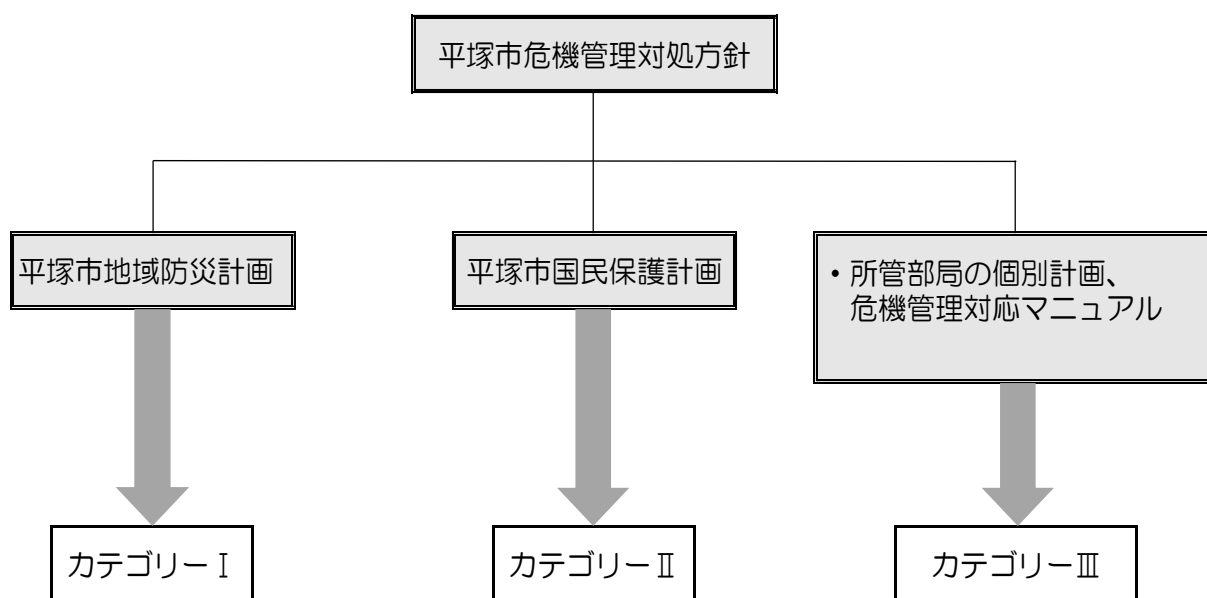 平塚市危機管理対処方針
平塚市地域防災計画
平塚市国民保護計画
・所管部局の個別計画、
危機管理対応マニュアル
カテゴリーⅠ
カテゴリーⅡ
カテゴリーⅢ